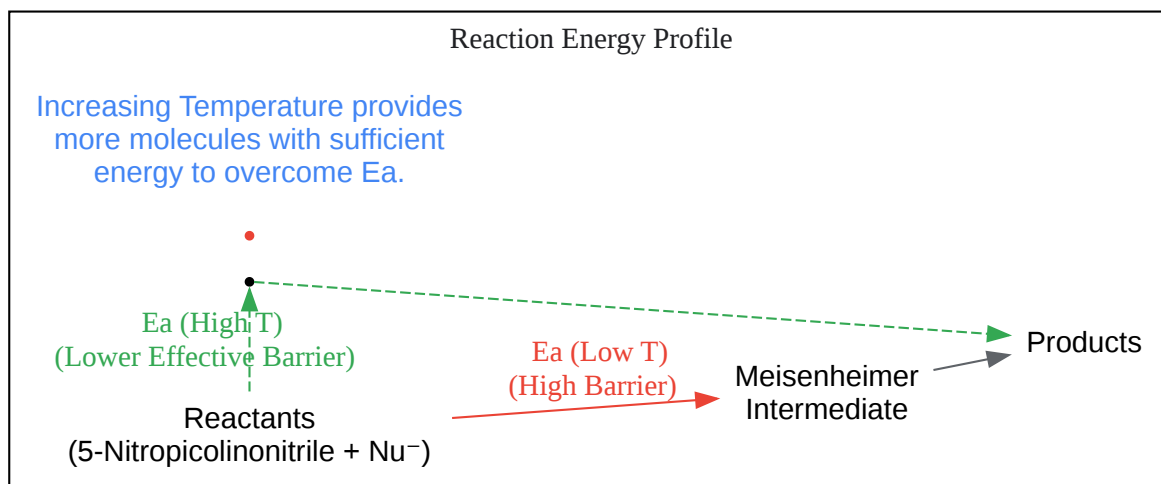 Reaction Energy Profile
Increasing Temperature provides
more molecules with sufficient
energy to overcome Ea.
Ea (High T)
(Lower Effective Barrier)
Ea (Low T)
(High Barrier)
Products
Meisenheimer
Intermediate
Reactants
(5-Nitropicolinonitrile + Nu⁻)